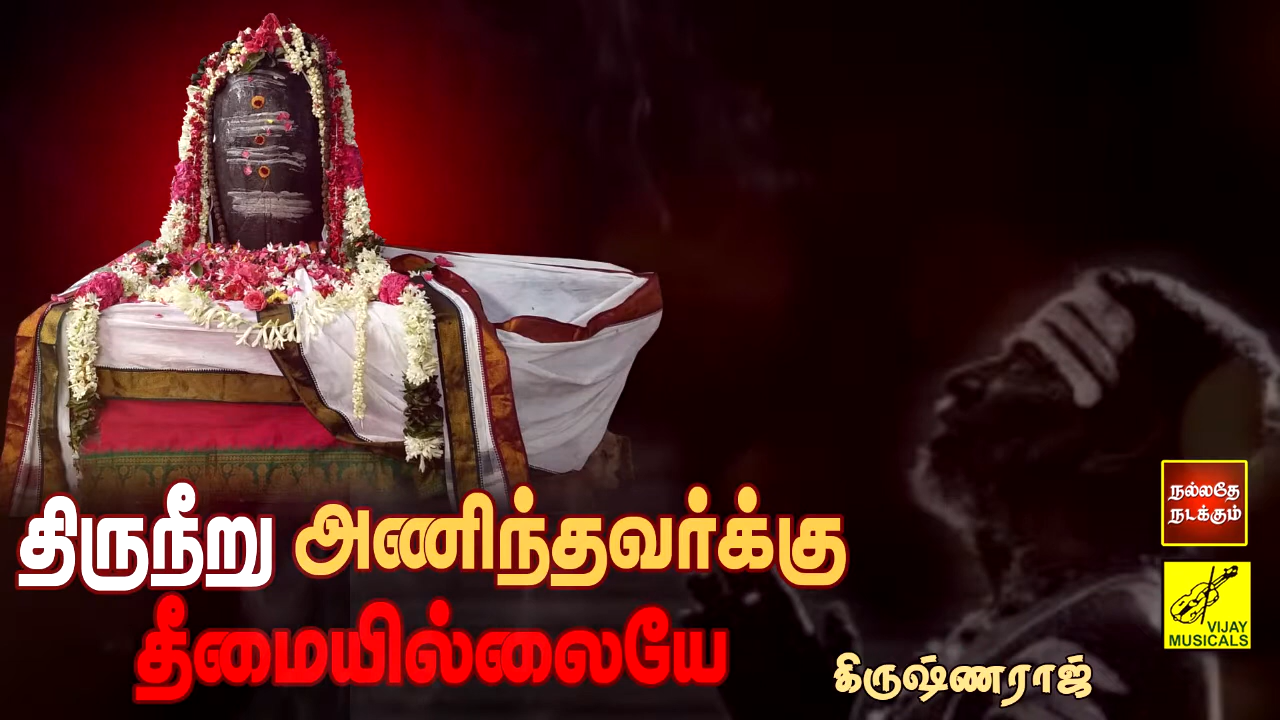 திருநீறு அணிந்தவர்க்கு
தீமையில்லையே
கிருஷ்ணராஜ்
நல்லதே
நடக்கும்
VIJAY
MUSICALS